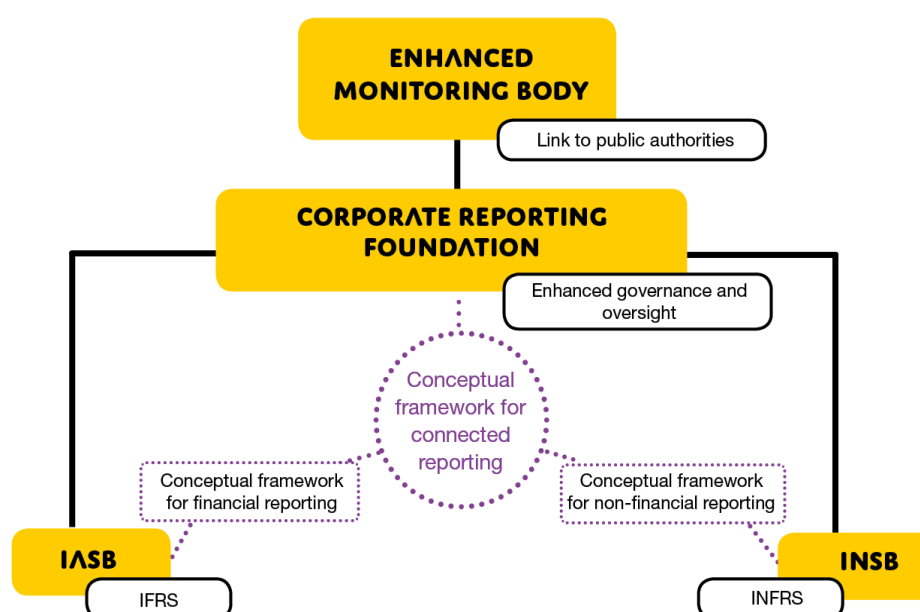 ENHANCED
MONITORING BODY
Link to public authorities
CORPORATE REPORTING
FOUNDATION
Enhanced governance and
oversight
Conceptual
framework for
connected
reporting
Conceptual framework
for financial reporting
Conceptual framework
for non-financial reporting
IASB
IFRS
INSB
INFRS